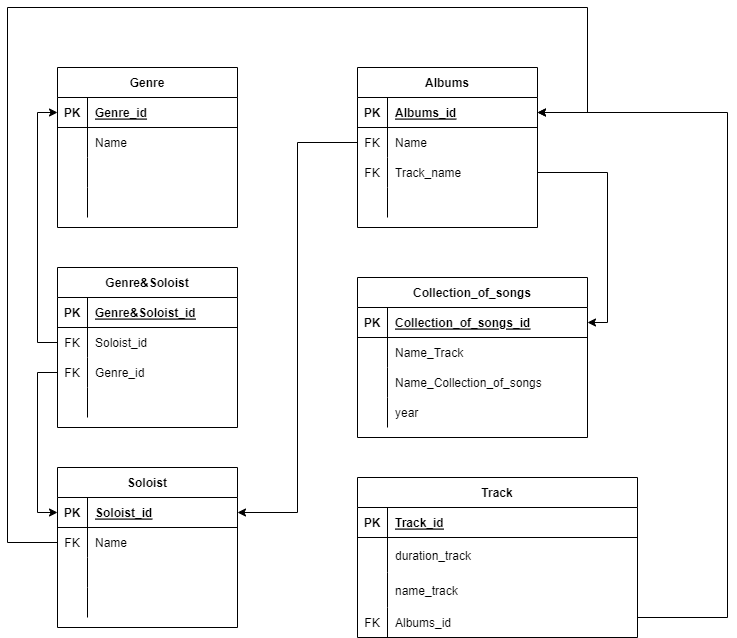 Genre
PK Genre_id
Name
Albums
PK Albums_id
FK Name
FK Track_name
Genre&Soloist
PK Genre&Soloist_id
FK Soloist_id
FK Genre_id
Collection_of_songs
PK Collection_of_songs_id
Name_Track
Name_Collection_of_songs
year
Soloist
PK Soloist_id
FK Name
Track
PK Track_id
duration_track
name_track
FK Albums_id